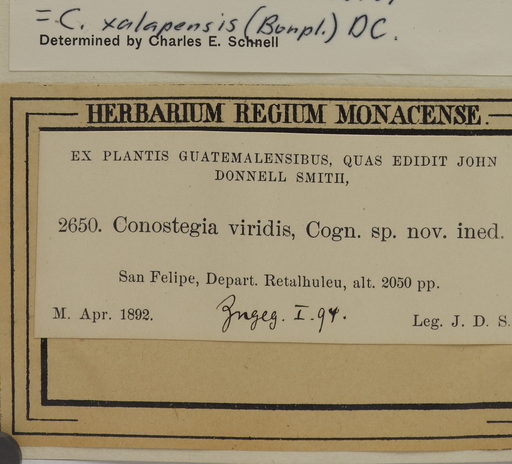 = C. xalapensis (Bonpl.) DC.
Determined by Charles E. Schnell
HERBARIUM REGIUM MONACENSE.
EX PLANTIS GUATEMALENSIBUS, QUAS EDIDIT JOHN
DONNELL SMITH,
2650. Conostegia viridis, Cogn. sp. nov. ined.
San Felipe, Depart. Retalhuleu, alt. 2050 pp.
M. Apr. 1892. Zugeg. I.94. Leg. J. D. S.